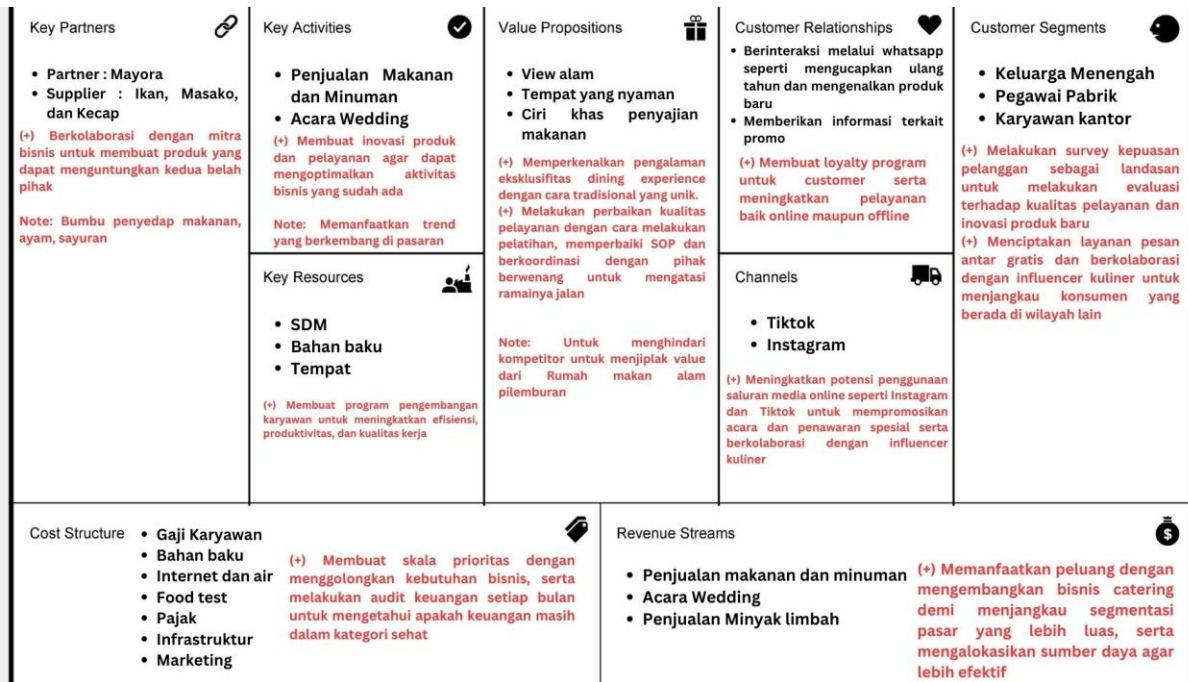 Key Partners
• Partner : Mayora
• Supplier : Ikan, Masako,
dan Kecap
(+) Berkolaborasi dengan mitra
bisnis untuk membuat produk yang
dapat menguntungkan kedua belah
pihak
Note: Bumbu penyedap makanan,
ayam, sayuran
Key Activities
• Penjualan Makanan
dan Minuman
• Acara Wedding
(+) Membuat inovasi produk
dan pelayanan agar dapat
mengoptimalkan aktivitas
bisnis yang sudah ada
Note: Memanfaatkan trend
yang berkembang di pasaran
Key Resources
• SDM
• Bahan baku
• Tempat
(+) Membuat program pengembangan
karyawan untuk meningkatkan efisiensi,
produktivitas, dan kualitas kerja
Value Propositions
• View alam
• Tempat yang nyaman
• Ciri khas penyajian
makanan
(+) Memperkenalkan pengalaman
eksklusifitas dining experience
dengan cara tradisional yang unik.
(+) Melakukan perbaikan kualitas
pelayanan dengan cara melakukan
pelatihan, memperbaiki SOP dan
berkoordinasi dengan pihak
berwenang untuk mengatasi
ramainya jalan
Note: Untuk menghindari
kompetitor untuk menjiplak value
dari Rumah makan alam
pilemburan
Customer Relationships
• Berinteraksi melalui whatsapp
seperti mengucapkan ulang
tahun dan mengenalkan produk
baru
• Memberikan informasi terkait
promo
(+) Membuat loyalty program
untuk customer serta
meningkatkan pelayanan
baik online maupun offline
Channels
• Tiktok
• Instagram
(+) Meningkatkan potensi penggunaan
saluran media online seperti Instagram
dan Tiktok untuk mempromosikan
acara dan penawaran spesial serta
berkolaborasi dengan influencer
kuliner
Customer Segments
• Keluarga Menengah
• Pegawai Pabrik
• Karyawan kantor
(+) Melakukan survey kepuasan
pelanggan sebagai landasan
untuk melakukan evaluasi
terhadap kualitas pelayanan dan
inovasi produk baru
(+) Menciptakan layanan pesan
antar gratis dan berkolaborasi
dengan influencer kuliner untuk
menjangkau konsumen yang
berada di wilayah lain
Cost Structure
• Gaji Karyawan
• Bahan baku
• Internet dan air
• Food test
• Pajak
• Infrastruktur
• Marketing
(+) Membuat skala prioritas dengan
menggolongkan kebutuhan bisnis, serta
melakukan audit keuangan setiap bulan
untuk mengetahui apakah keuangan masih
dalam kategori sehat
Revenue Streams
• Penjualan makanan dan minuman
• Acara Wedding
• Penjualan Minyak limbah
(+) Memanfaatkan peluang dengan
mengembangkan bisnis catering
demi menjangkau segmentasi
pasar yang lebih luas, serta
mengalokasikan sumber daya agar
lebih efektif
$